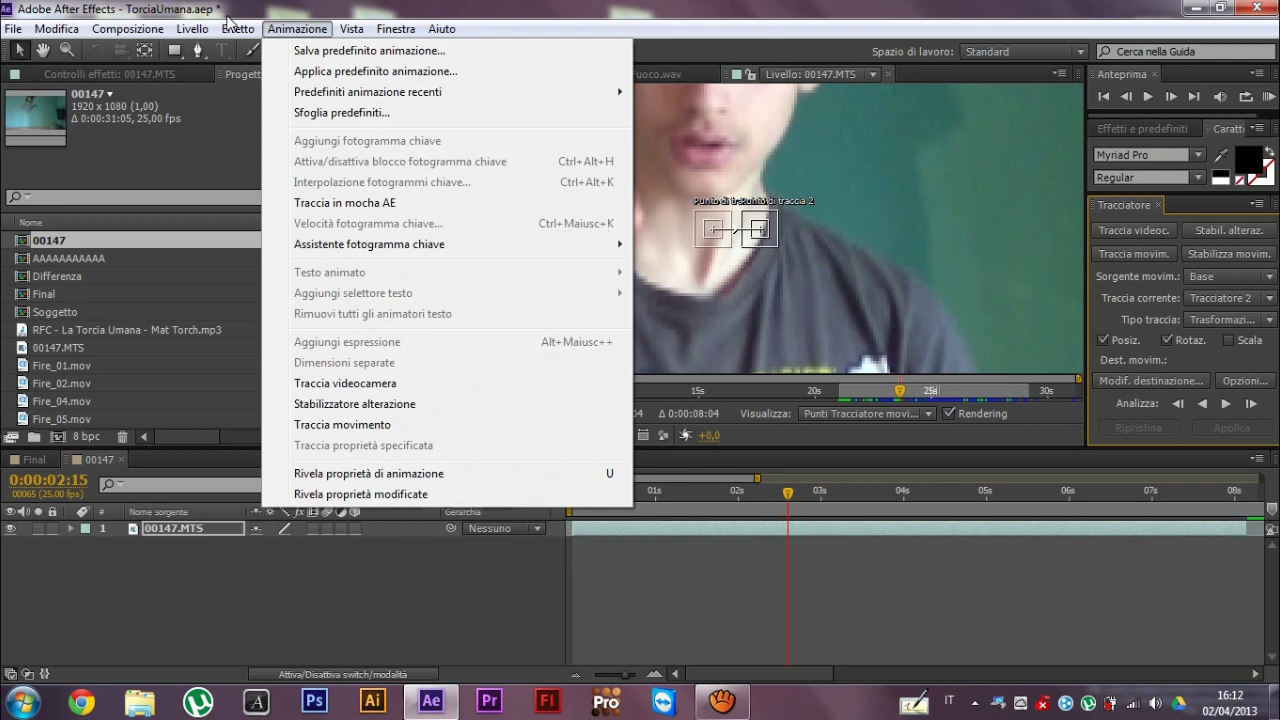 Adobe After Effects - TorciaUmana.aep *
File Modifica Composizione Livello Effetto Animazione Vista Finestra Aiuto
Spazio di lavoro: Standard Cerca nella Guida
Controlli effetti: 00147.MTS Progett
uoco.wav Livello: 00147.MTS
Anteprima
00147
1920 x 1080 (1,00)
Δ 0:00:31:05, 25,00 fps
Salva predefinito animazione...
Applica predefinito animazione...
Predefiniti animazione recenti
Sfoglia predefiniti...
Aggiungi fotogramma chiave
Attiva/disattiva blocco fotogramma chiave Ctrl+Alt+H
Interpolazione fotogrammi chiave... Ctrl+Alt+K
Traccia in mocha AE
Velocità fotogramma chiave... Ctrl+Maiusc+K
Assistente fotogramma chiave
Testo animato
Aggiungi selettore testo
Rimuovi tutti gli animatori testo
Aggiungi espressione Alt+Maiusc++
Dimensioni separate
Traccia videocamera
Stabilizzatore alterazione
Traccia movimento
Traccia proprietà specificata
Rivela proprietà di animazione U
Rivela proprietà modificate
Punto di traccia 2
Effetti e predefiniti Caratt
Myriad Pro
Regular
Tracciatore
Traccia videoc. Stabil. alteraz.
Traccia movim. Stabilizza movim.
Sorgente movim.: Base
Traccia corrente: Tracciatore 2
Tipo traccia: Trasformazi...
Posiz. Rotaz. Scala
Dest. movim.:
Modif. destinazione... Opzioni...
Analizza:
Ripristina Applica
Nome
00147
AAAAAAAAAAA
Differenza
Final
Soggetto
RFC - La Torcia Umana - Mat Torch.mp3
00147.MTS
Fire_01.mov
Fire_02.mov
Fire_04.mov
Fire_05.mov
8 bpc
15s 20s 25s 30s
04 Δ 0:00:08:04 Visualizza: Punti Tracciatore movi... Rendering
+0,0
Final 00147
0:00:02:15
00065 (25.00 fps)
01s 02s 03s 04s 05s 06s 07s 08s
Nome sorgente Gerarchia
1 00147.MTS Nessuno
Attiva/Disattiva switch/modalità
A Ps Ai Ae Pr Fl Pro
IT
16:12
02/04/2013